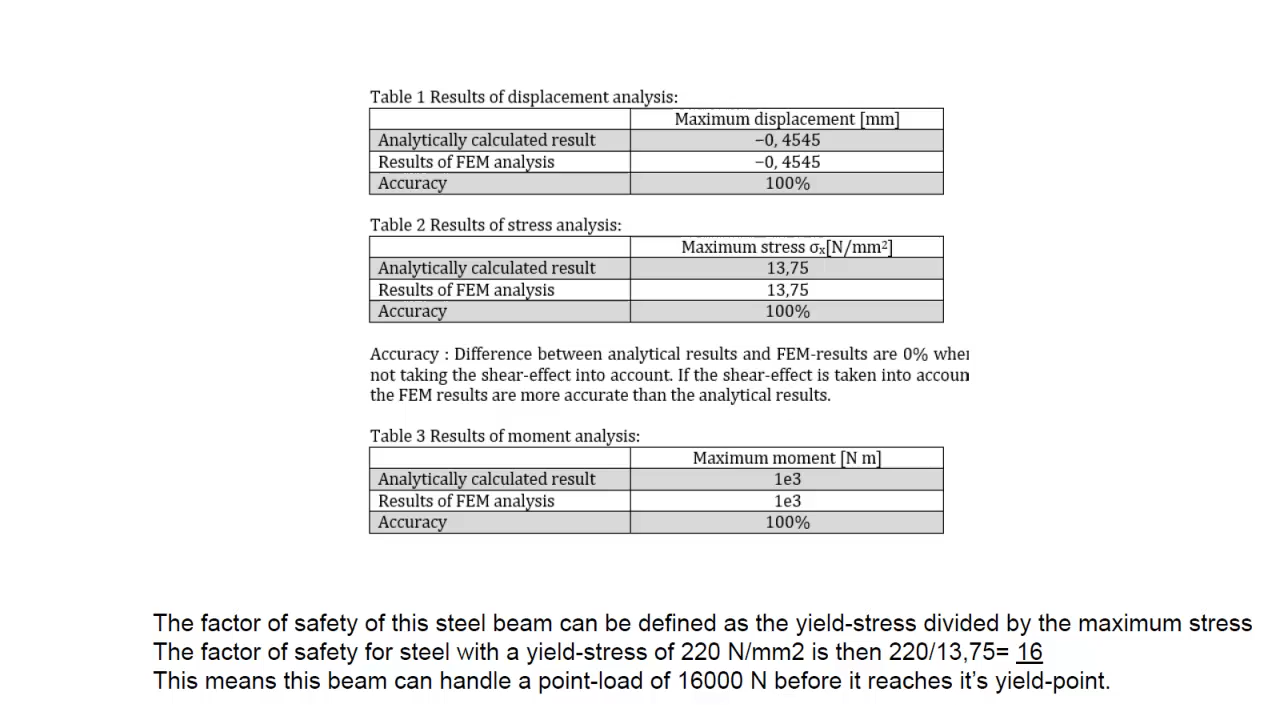 Table 1 Results of displacement analysis:
Maximum displacement [mm]
Analytically calculated result −0, 4545
Results of FEM analysis −0, 4545
Accuracy 100%
Table 2 Results of stress analysis:
Maximum stress σx[N/mm²]
Analytically calculated result 13,75
Results of FEM analysis 13,75
Accuracy 100%
Accuracy : Difference between analytical results and FEM-results are 0% when
not taking the shear-effect into account. If the shear-effect is taken into accoun
the FEM results are more accurate than the analytical results.
Table 3 Results of moment analysis:
Maximum moment [N m]
Analytically calculated result 1e3
Results of FEM analysis 1e3
Accuracy 100%
The factor of safety of this steel beam can be defined as the yield-stress divided by the maximum stress
The factor of safety for steel with a yield-stress of 220 N/mm2 is then 220/13,75= 16
This means this beam can handle a point-load of 16000 N before it reaches it's yield-point.